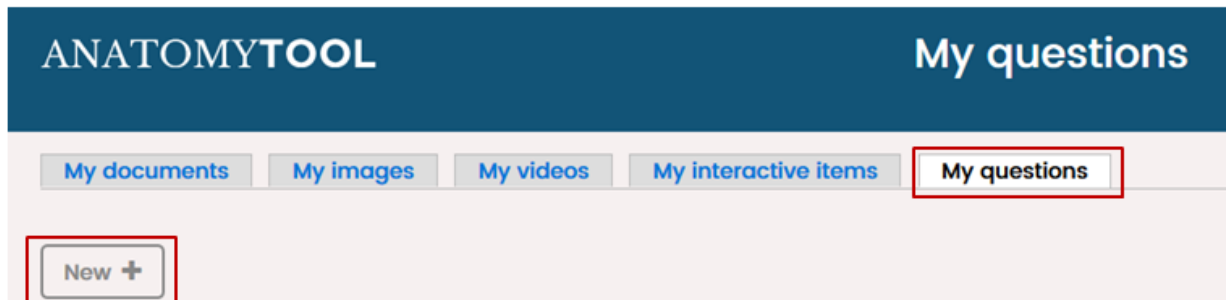 ANATOMYTOOL My questions
My documents My images My videos My interactive items My questions
New +